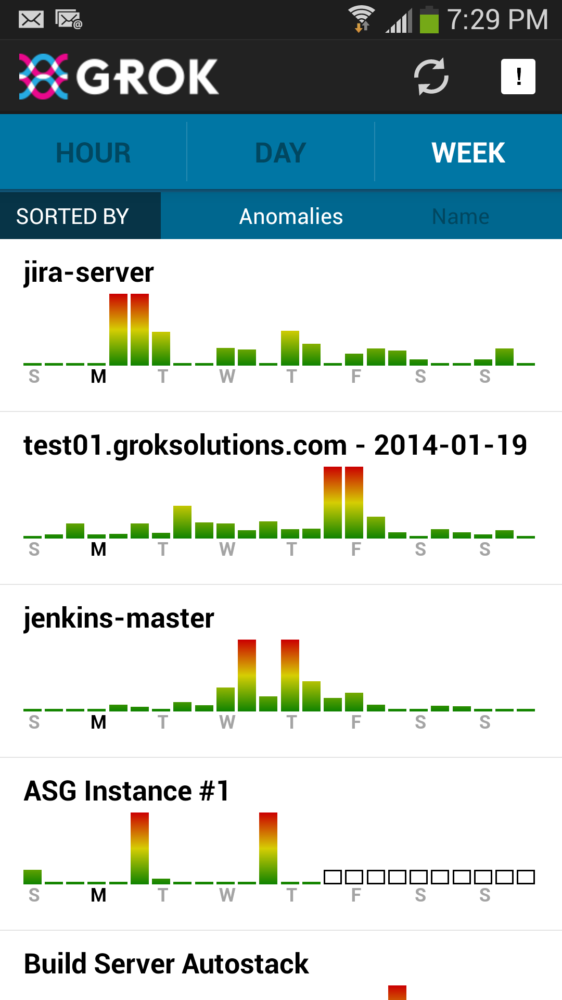 7:29 PM
GROK
!
HOUR DAY WEEK
SORTED BY Anomalies Name
jira-server
S M T W T F S S
test01.groksolutions.com - 2014-01-19
S M T W T F S S
jenkins-master
S M T W T F S S
ASG Instance #1
S M T W T F S S
Build Server Autostack